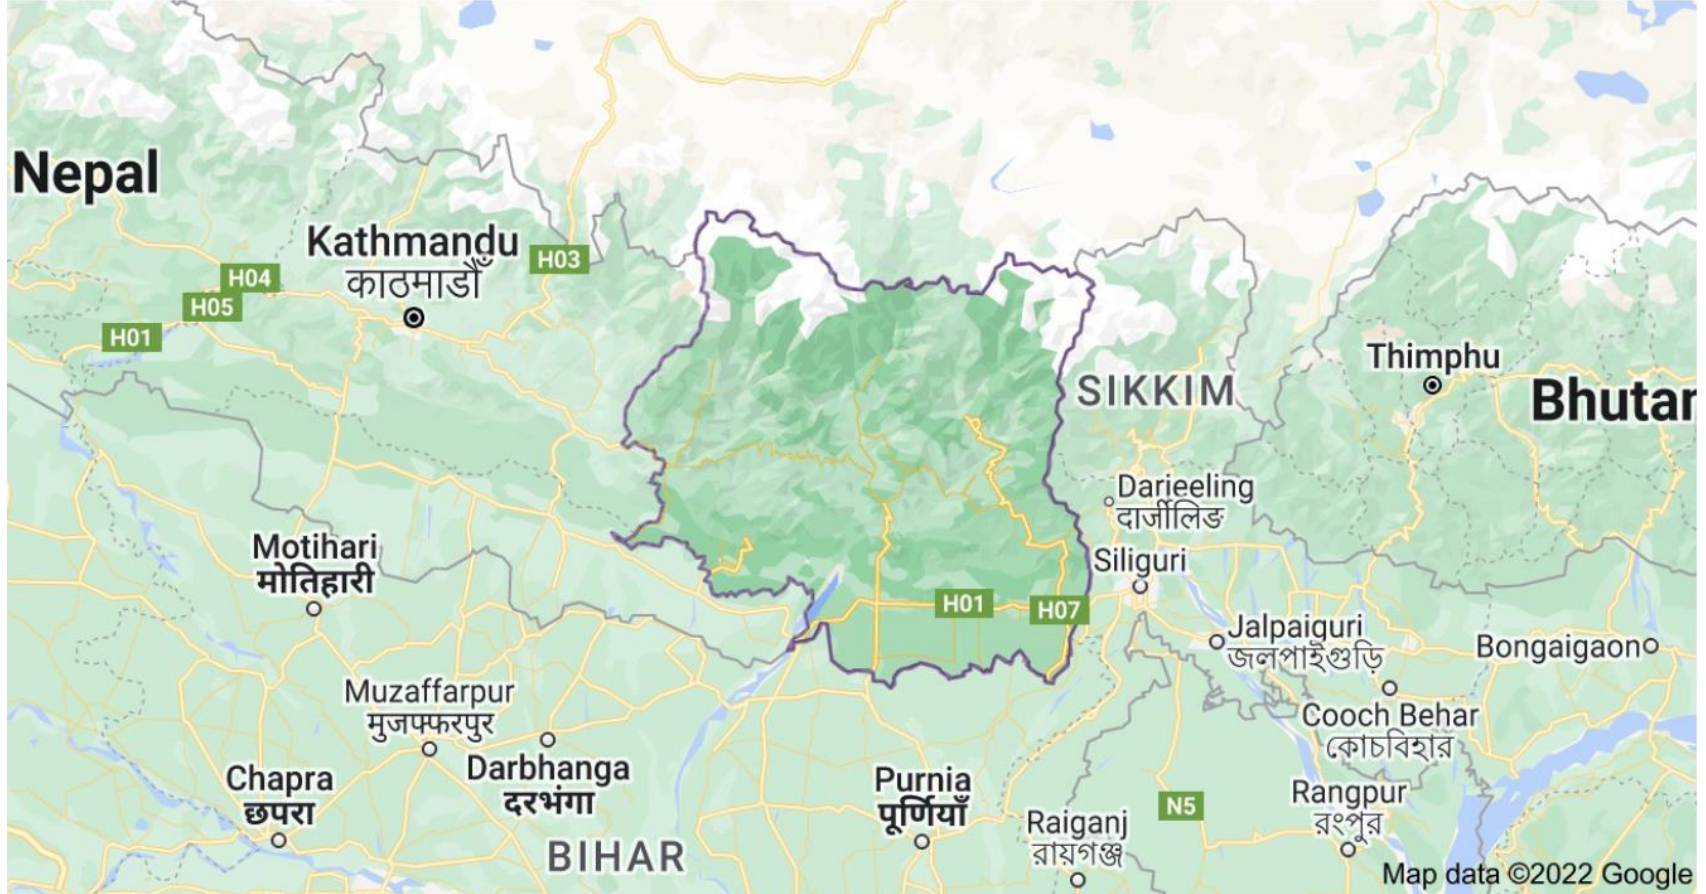 Nepal
Kathmandu
काठमाडौँ
H03
H04
H05
H01
Thimphu
Bhutan
SIKKIM
Darjeeling
দার্জীলিঙ
Siliguri
Motihari
मोतिहारी
H01
H07
Jalpaiguri
জলপাইগুড়ি
Bongaigaon
Muzaffarpur
मुजफ्फरपुर
Cooch Behar
কোচবিহার
Chapra
छपरा
Darbhanga
दरभंगा
Purnia
पूर्णियाँ
Rangpur
রংপুর
N5
Raiganj
রায়গঞ্জ
BIHAR
Map data ©2022 Google